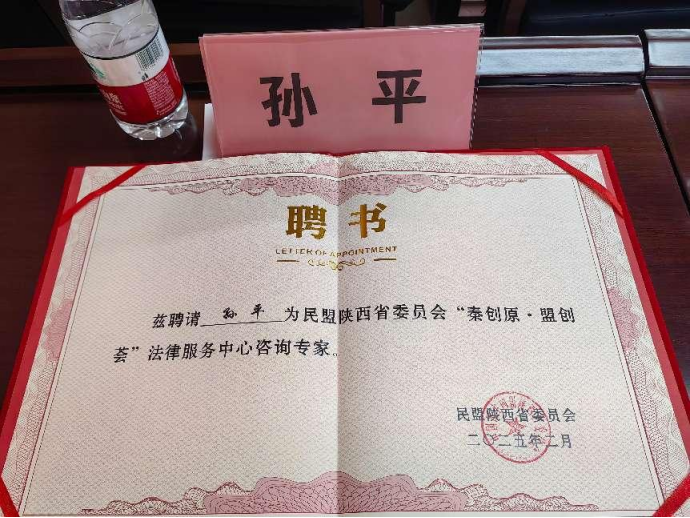 孙 平
聘书
LETTER OF APPOINTMENT
兹聘请 孙 平 为民盟陕西省委员会“秦创原·盟创
荟”法律服务中心咨询专家。
民盟陕西省委员会
二〇二五年二月